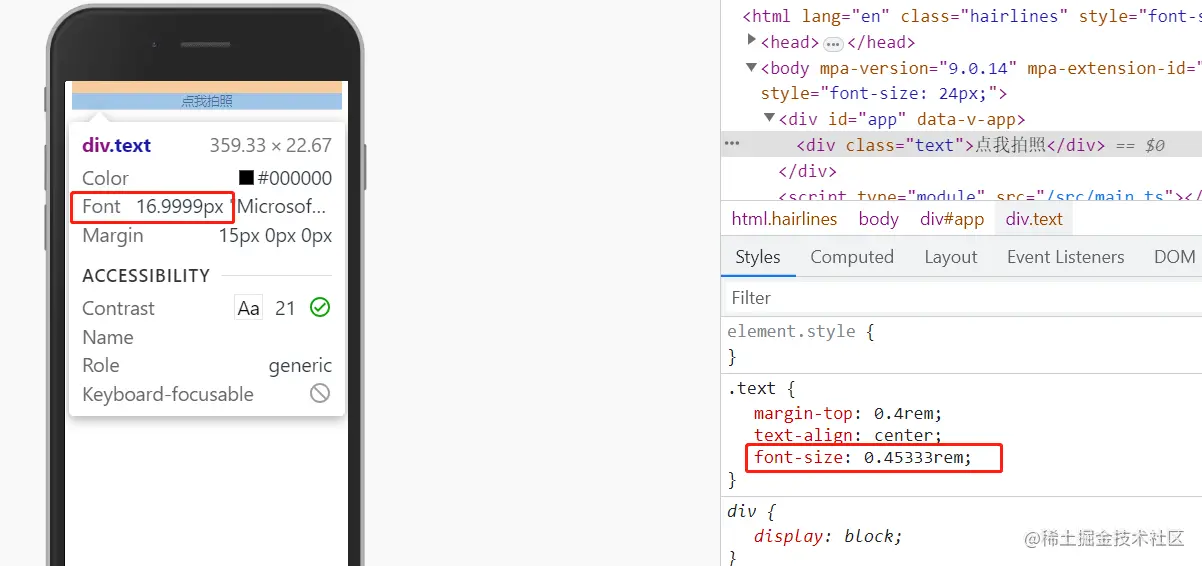 点我拍照
div.text 359.33 × 22.67
Color #000000
Font 16.9999px "Microsof...
Margin 15px 0px 0px
ACCESSIBILITY
Contrast Aa 21
Name
Role generic
Keyboard-focusable
<html lang="en" class="hairlines" style="font-s
<head> ••• </head>
<body mpa-version="9.0.14" mpa-extension-id="
style="font-size: 24px;">
<div id="app" data-v-app>
••• <div class="text">点我拍照</div> == $0
</div>
<script type="module" src="/src/main.ts"></
html.hairlines body div#app div.text
Styles Computed Layout Event Listeners DOM
Filter
element.style {
}
.text {
margin-top: 0.4rem;
text-align: center;
font-size: 0.45333rem;
}
div {
display: block;
}
@稀土掘金技术社区